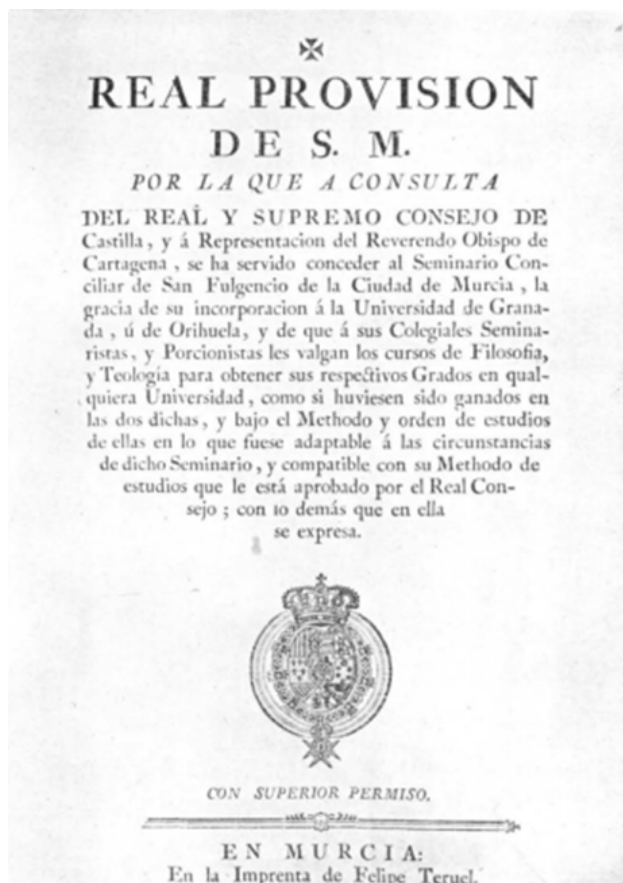 REAL PROVISION
DE S. M.
POR LA QUE A CONSULTA
DEL REAL Y SUPREMO CONSEJO DE
Castilla, y á Representacion del Reverendo Obispo de
Cartagena, se ha servido conceder al Seminario Con-
ciliar de San Fulgencio de la Ciudad de Murcia, la
gracia de su incorporacion á la Universidad de Grana-
da, ú de Orihuela, y de que á sus Colegiales Semina-
ristas, y Porcionistas les valgan los cursos de Filosofia,
y Teología para obtener sus respectivos Grados en qual-
quiera Universidad, como si huviesen sido ganados en
las dos dichas, y bajo el Methodo y orden de estudios
de ellas en lo que fuese adaptable á las circunstancias
de dicho Seminario, y compatible con su Methodo de
estudios que le está aprobado por el Real Con-
sejo; con lo demás que en ella
se expresa.
CON SUPERIOR PERMISO.
EN MURCIA:
En la Imprenta de Felipe Teruel.